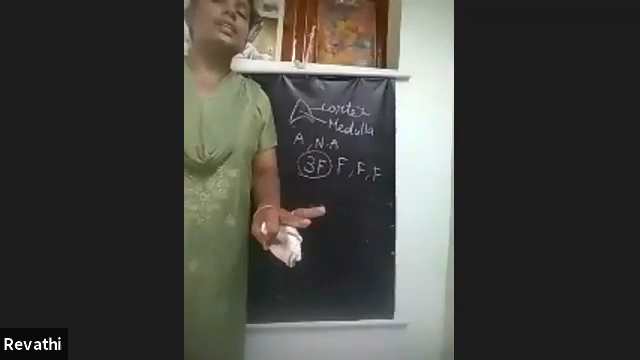 Cortex
Medulla
A, N.A
3F F, F, F
Revathi